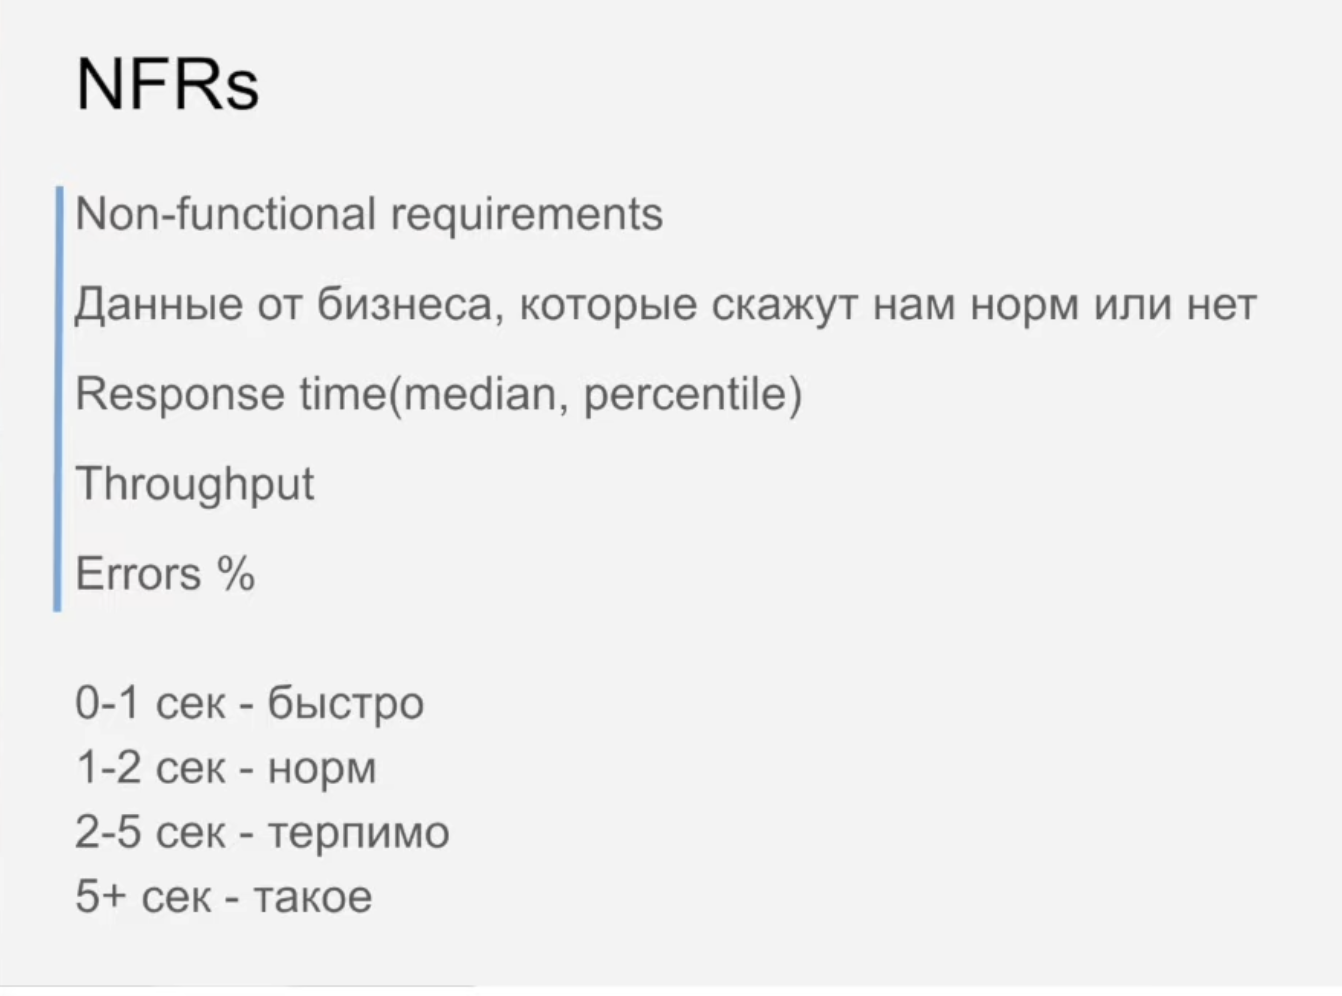 NFRs
Non-functional requirements
Данные от бизнеса, которые скажут нам норм или нет
Response time(median, percentile)
Throughput
Errors %
0-1 сек - быстро
1-2 сек - норм
2-5 сек - терпимо
5+ сек - такое